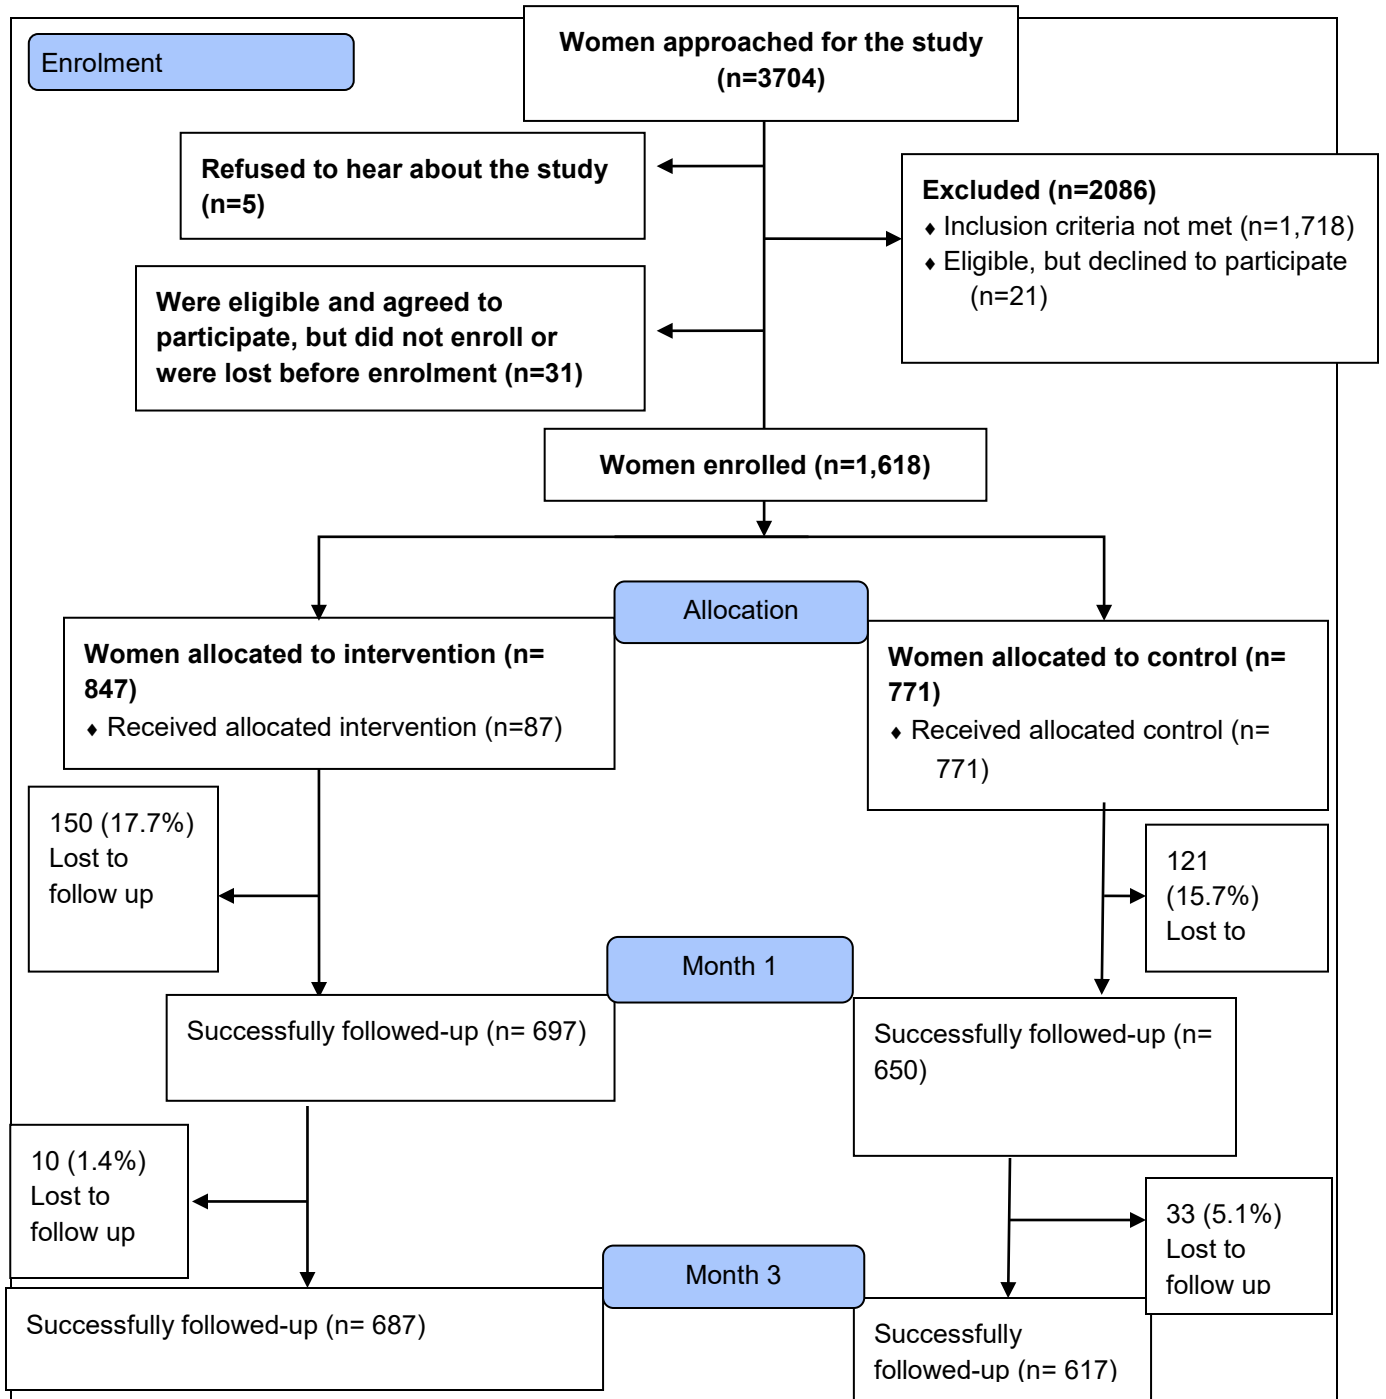 Enrolment
Women approached for the study
(n=3704)
Refused to hear about the study
(n=5)
Excluded (n=2086)
♦ Inclusion criteria not met (n=1,718)
♦ Eligible, but declined to participate
(n=21)
Were eligible and agreed to
participate, but did not enroll or
were lost before enrolment (n=31)
Women enrolled (n=1,618)
Allocation
Women allocated to intervention (n=
847)
♦ Received allocated intervention (n=87)
Women allocated to control (n=
771)
♦ Received allocated control (n=
771)
150 (17.7%)
Lost to
follow up
121
(15.7%)
Lost to
Month 1
Successfully followed-up (n= 697)
Successfully followed-up (n=
650)
10 (1.4%)
Lost to
follow up
33 (5.1%)
Lost to
follow up
Month 3
Successfully followed-up (n= 687)
Successfully
followed-up (n= 617)